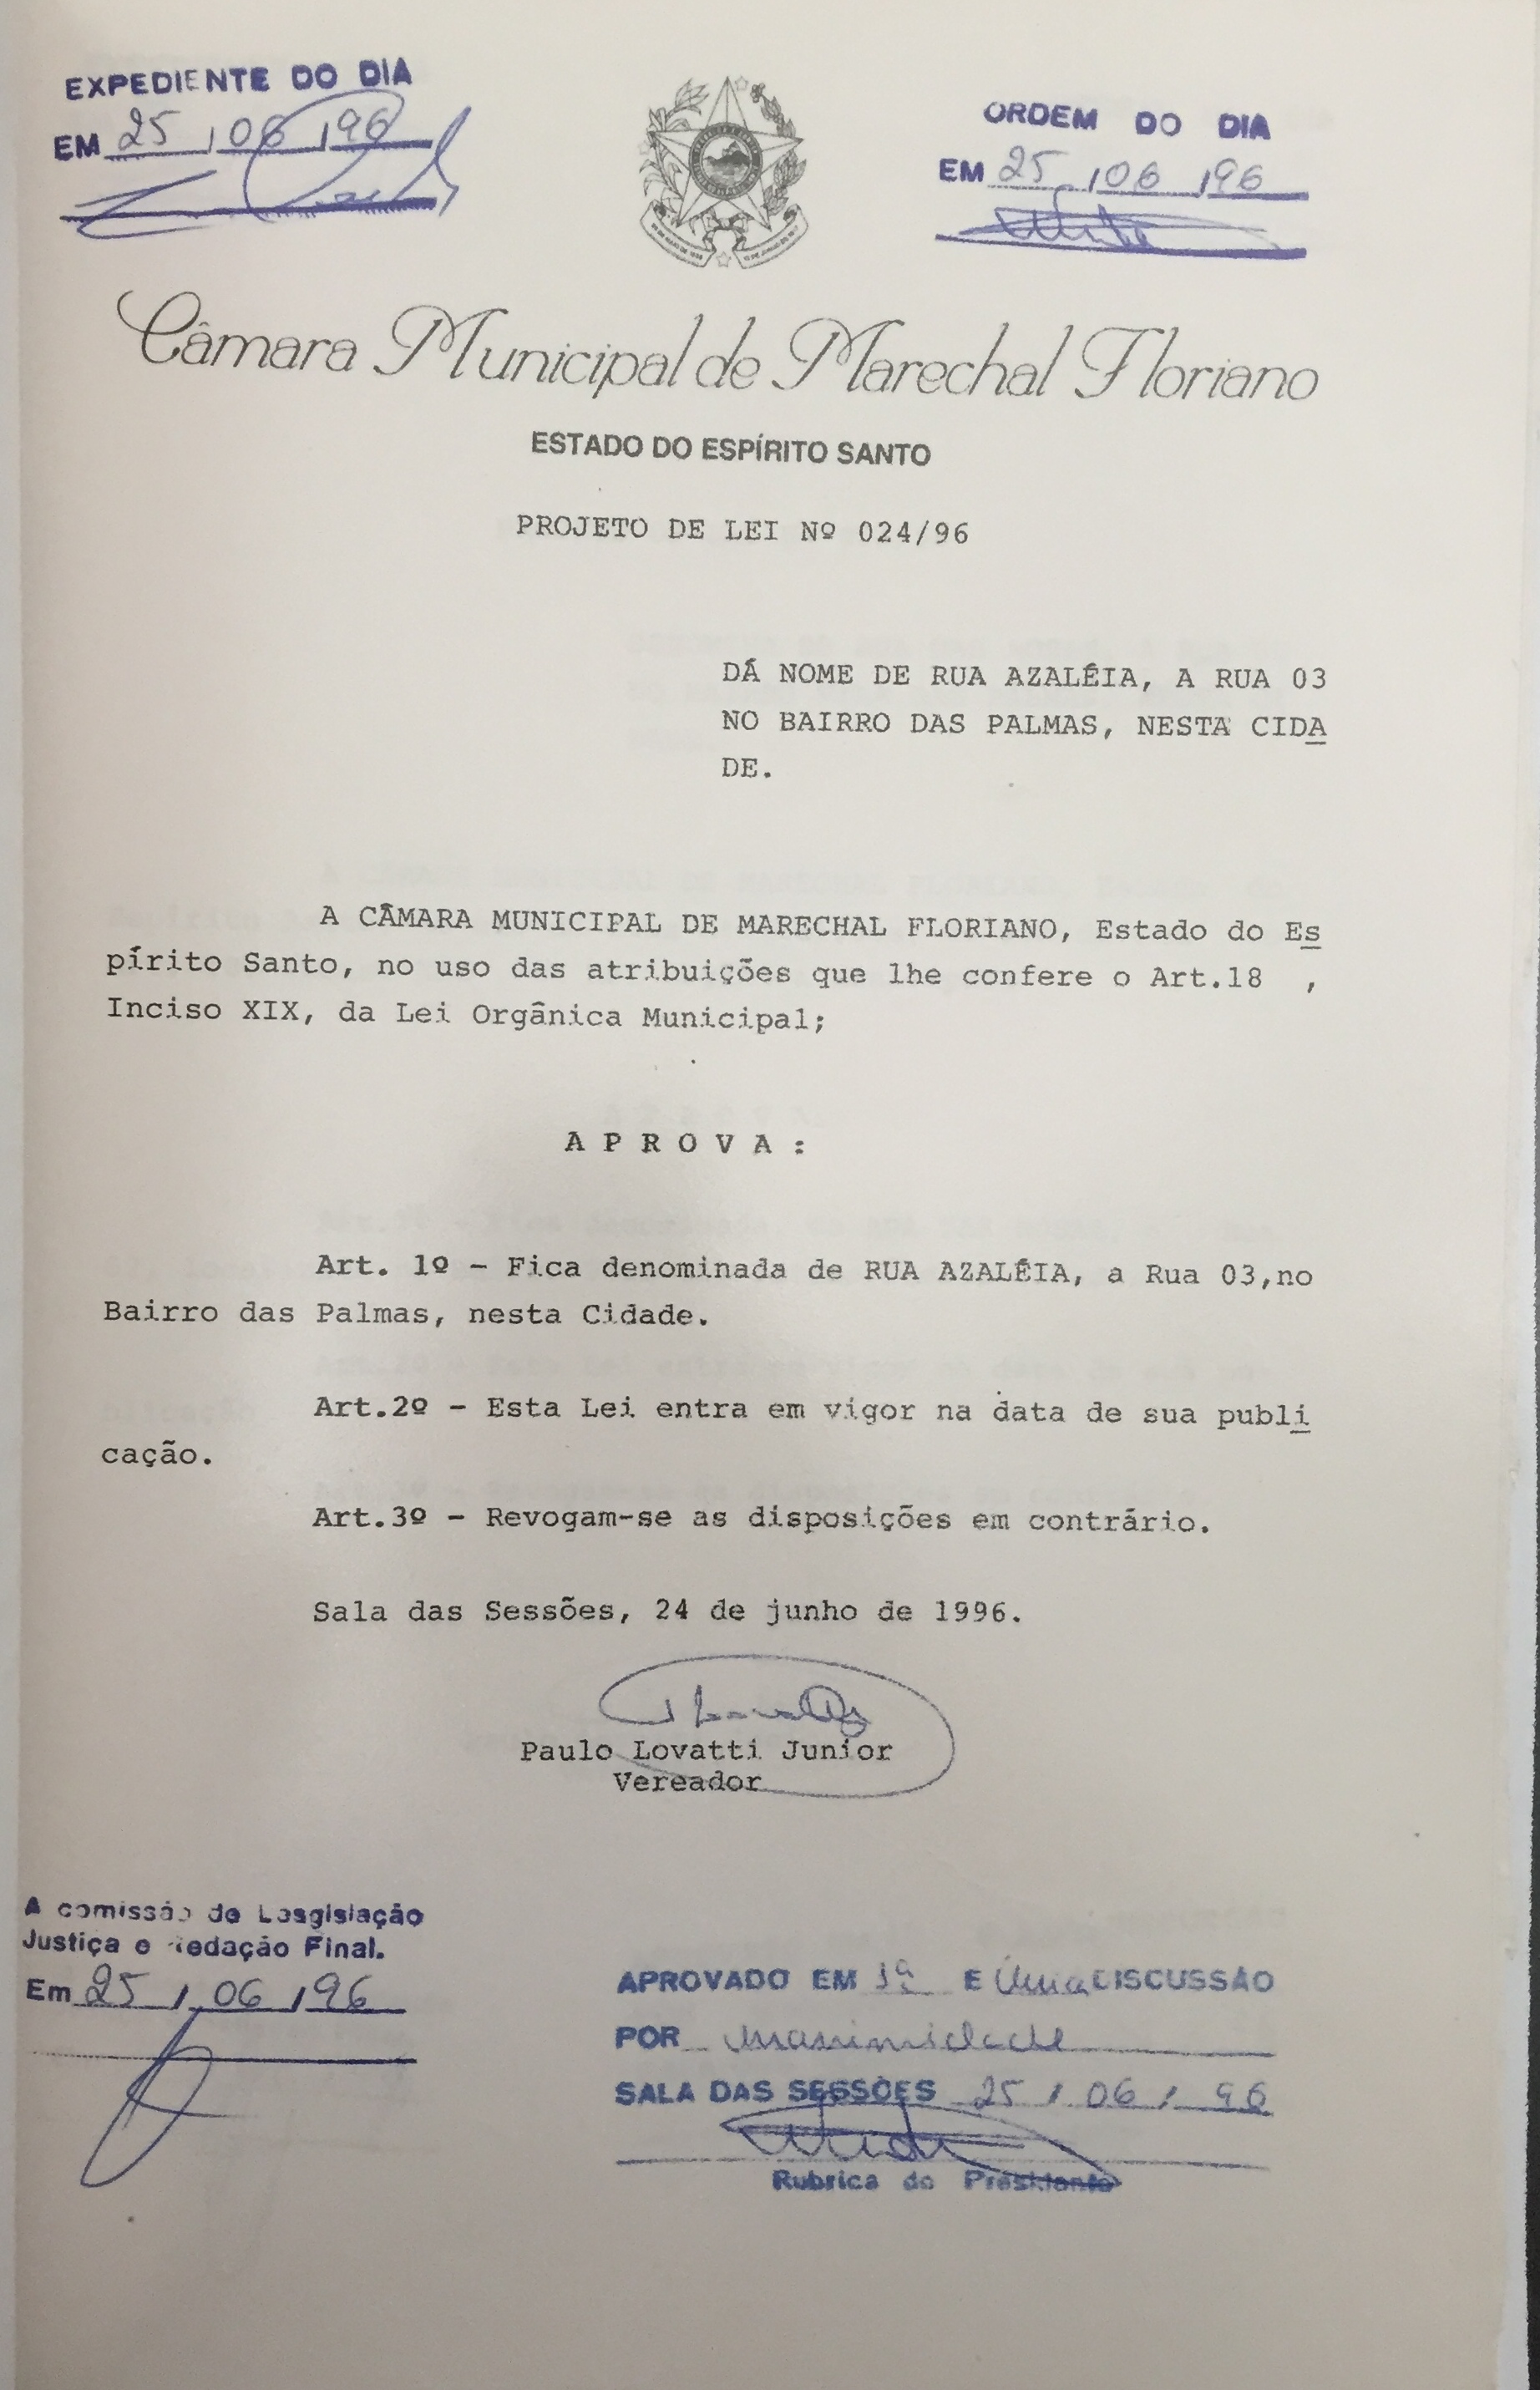 EXPEDIENTE DO DIA
EM 25/06/96
ORDEM DO DIA
EM 25/06/96
Câmara Municipal de Marechal Floriano
ESTADO DO ESPÍRITO SANTO
PROJETO DE LEI Nº 024/96
DÁ NOME DE RUA AZALÉIA, A RUA 03
NO BAIRRO DAS PALMAS, NESTA CIDA
DE.
A CÂMARA MUNICIPAL DE MARECHAL FLORIANO, Estado do Es
pírito Santo, no uso das atribuições que lhe confere o Art.18 ,
Inciso XIX, da Lei Orgânica Municipal;
A P R O V A :
Art. 1º - Fica denominada de RUA AZALÉIA, a Rua 03,no
Bairro das Palmas, nesta Cidade.
Art.2º - Esta Lei entra em vigor na data de sua publi
cação.
Art.3º - Revogam-se as disposições em contrário.
Sala das Sessões, 24 de junho de 1996.
Paulo Lovatti Junior
Vereador
A comissão de Lesgislação
Justiça e Redação Final.
Em 25/06/96
APROVADO EM 1ª E Única DISCUSSÃO
POR unanimidade
SALA DAS SESSÕES 25/06/96
Rubrica do Presidente